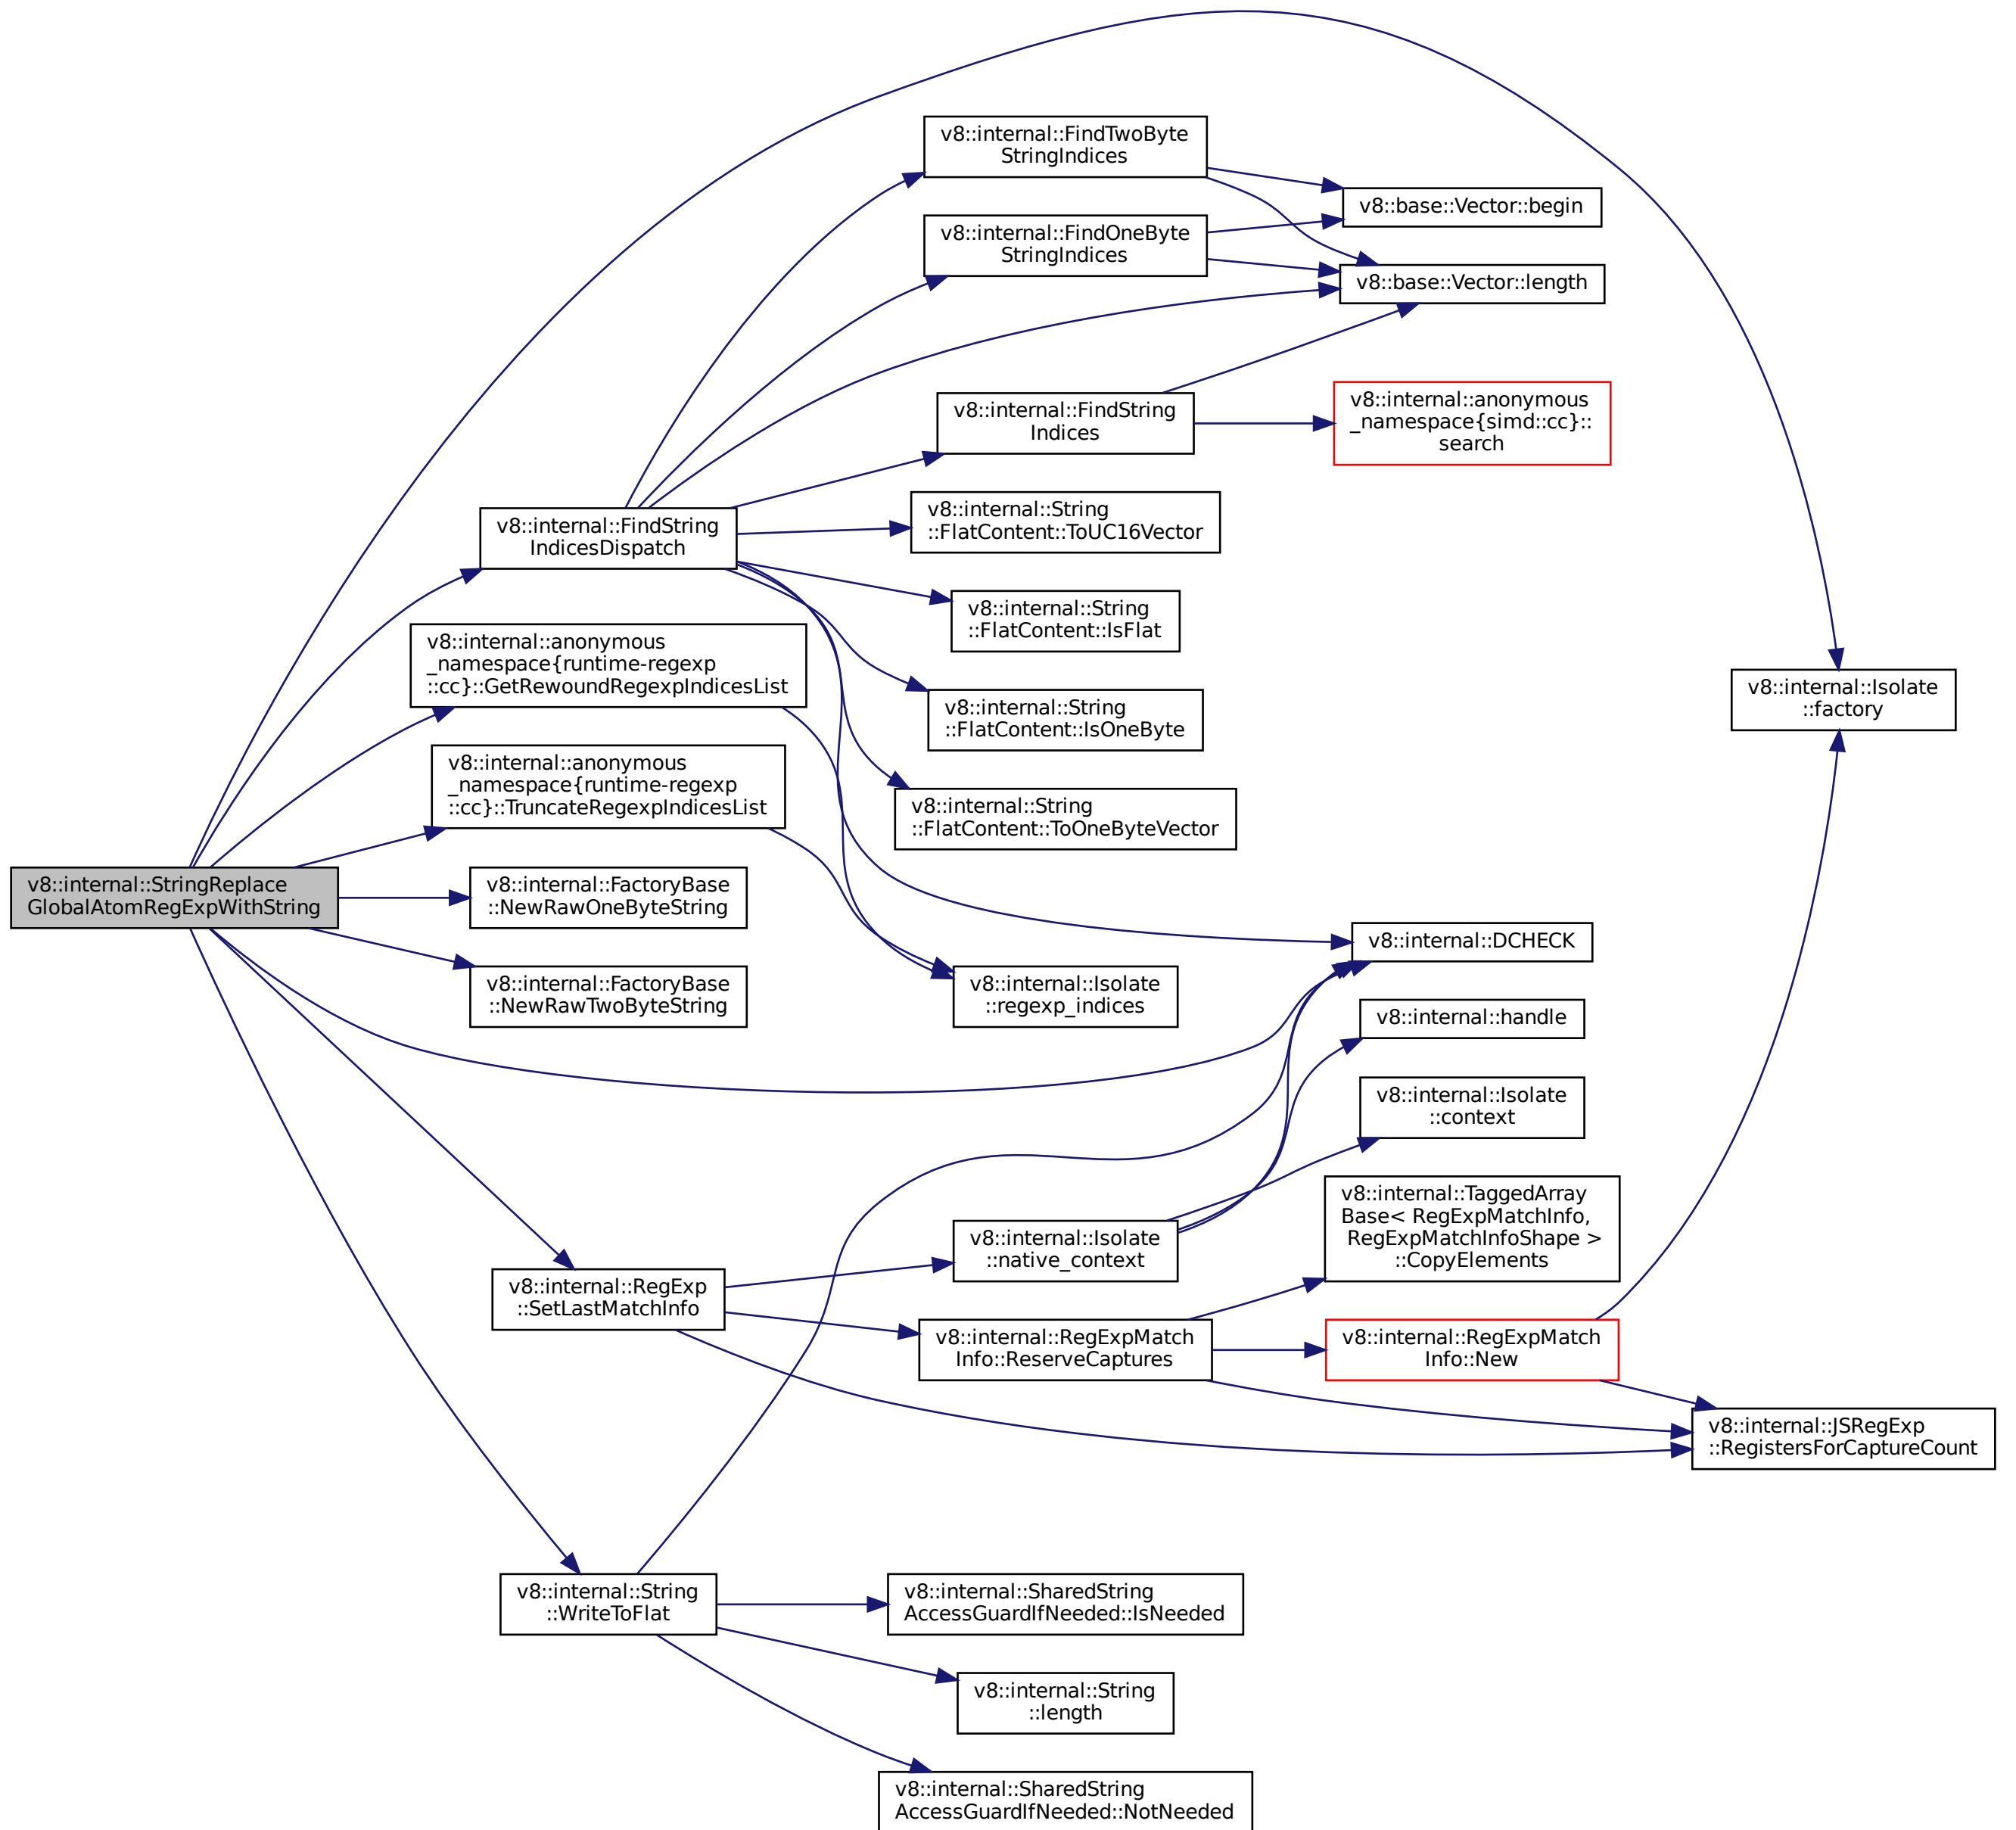 v8::internal::FindTwoByte
StringIndices
v8::base::Vector::begin
v8::internal::FindOneByte
StringIndices
v8::base::Vector::length
v8::internal::FindString
Indices
v8::internal::anonymous
_namespace{simd::cc}::
search
v8::internal::String
::FlatContent::ToUC16Vector
v8::internal::FindString
IndicesDispatch
v8::internal::String
::FlatContent::IsFlat
v8::internal::anonymous
_namespace{runtime-regexp
::cc}::GetRewoundRegexpIndicesList
v8::internal::Isolate
::factory
v8::internal::String
::FlatContent::IsOneByte
v8::internal::anonymous
_namespace{runtime-regexp
::cc}::TruncateRegexpIndicesList
v8::internal::String
::FlatContent::ToOneByteVector
v8::internal::StringReplace
GlobalAtomRegExpWithString
v8::internal::FactoryBase
::NewRawOneByteString
v8::internal::DCHECK
v8::internal::FactoryBase
::NewRawTwoByteString
v8::internal::Isolate
::regexp_indices
v8::internal::handle
v8::internal::Isolate
::context
v8::internal::TaggedArray
Base< RegExpMatchInfo,
RegExpMatchInfoShape >
::CopyElements
v8::internal::Isolate
::native_context
v8::internal::RegExp
::SetLastMatchInfo
v8::internal::RegExpMatch
Info::ReserveCaptures
v8::internal::RegExpMatch
Info::New
v8::internal::JSRegExp
::RegistersForCaptureCount
v8::internal::String
::WriteToFlat
v8::internal::SharedString
AccessGuardIfNeeded::IsNeeded
v8::internal::String
::length
v8::internal::SharedString
AccessGuardIfNeeded::NotNeeded